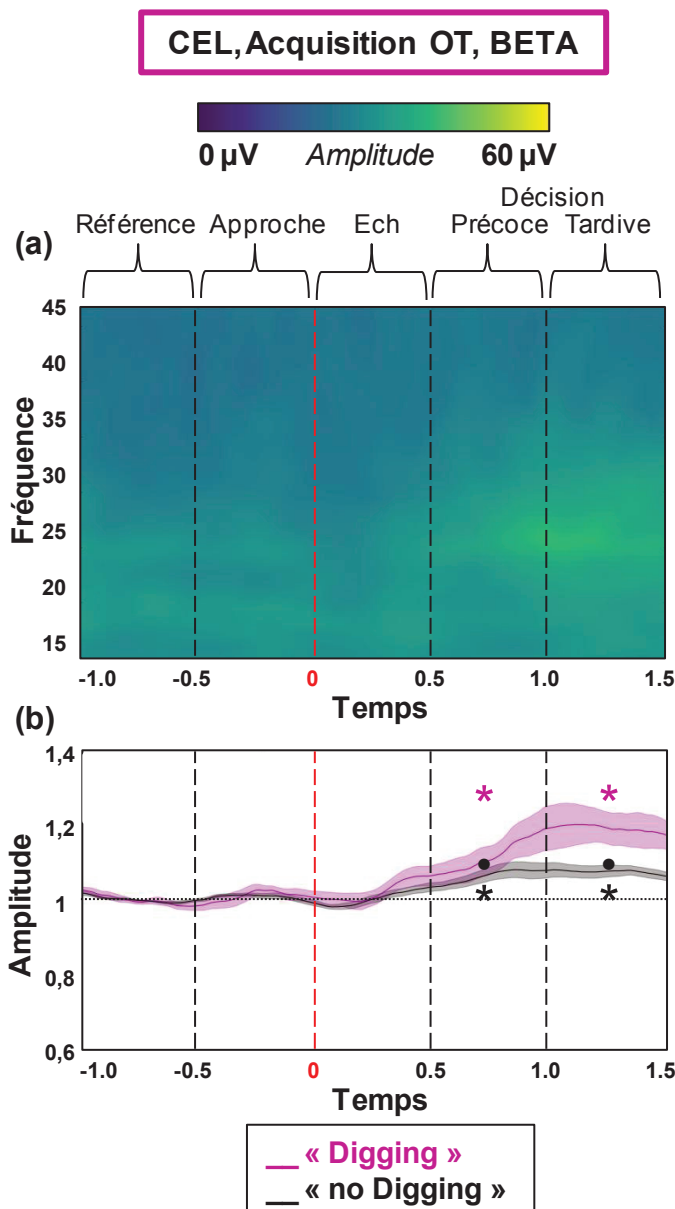 CEL, Acquisition OT, BETA
0 µV Amplitude 60 µV
(a)
Décision
Référence Approche Ech Précoce Tardive
Fréquence
45
40
35
30
25
20
15
-1.0 -0.5 0 0.5 1.0 1.5
Temps
(b)
Amplitude
1,4
1,2
1
0,8
0,6
* *
* *
-1.0 -0.5 0 0.5 1.0 1.5
Temps
__ « Digging »
__ « no Digging »